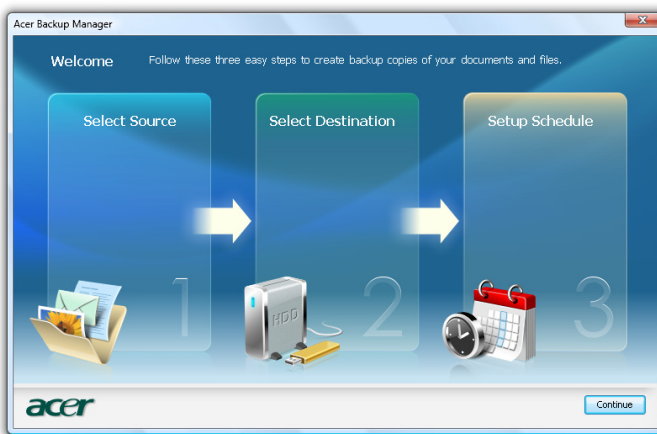 Acer Backup Manager
Welcome
Follow these three easy steps to create backup copies of your documents and files.
Select Source
Select Destination
Setup Schedule
1
HDD
2
3
acer
Continue